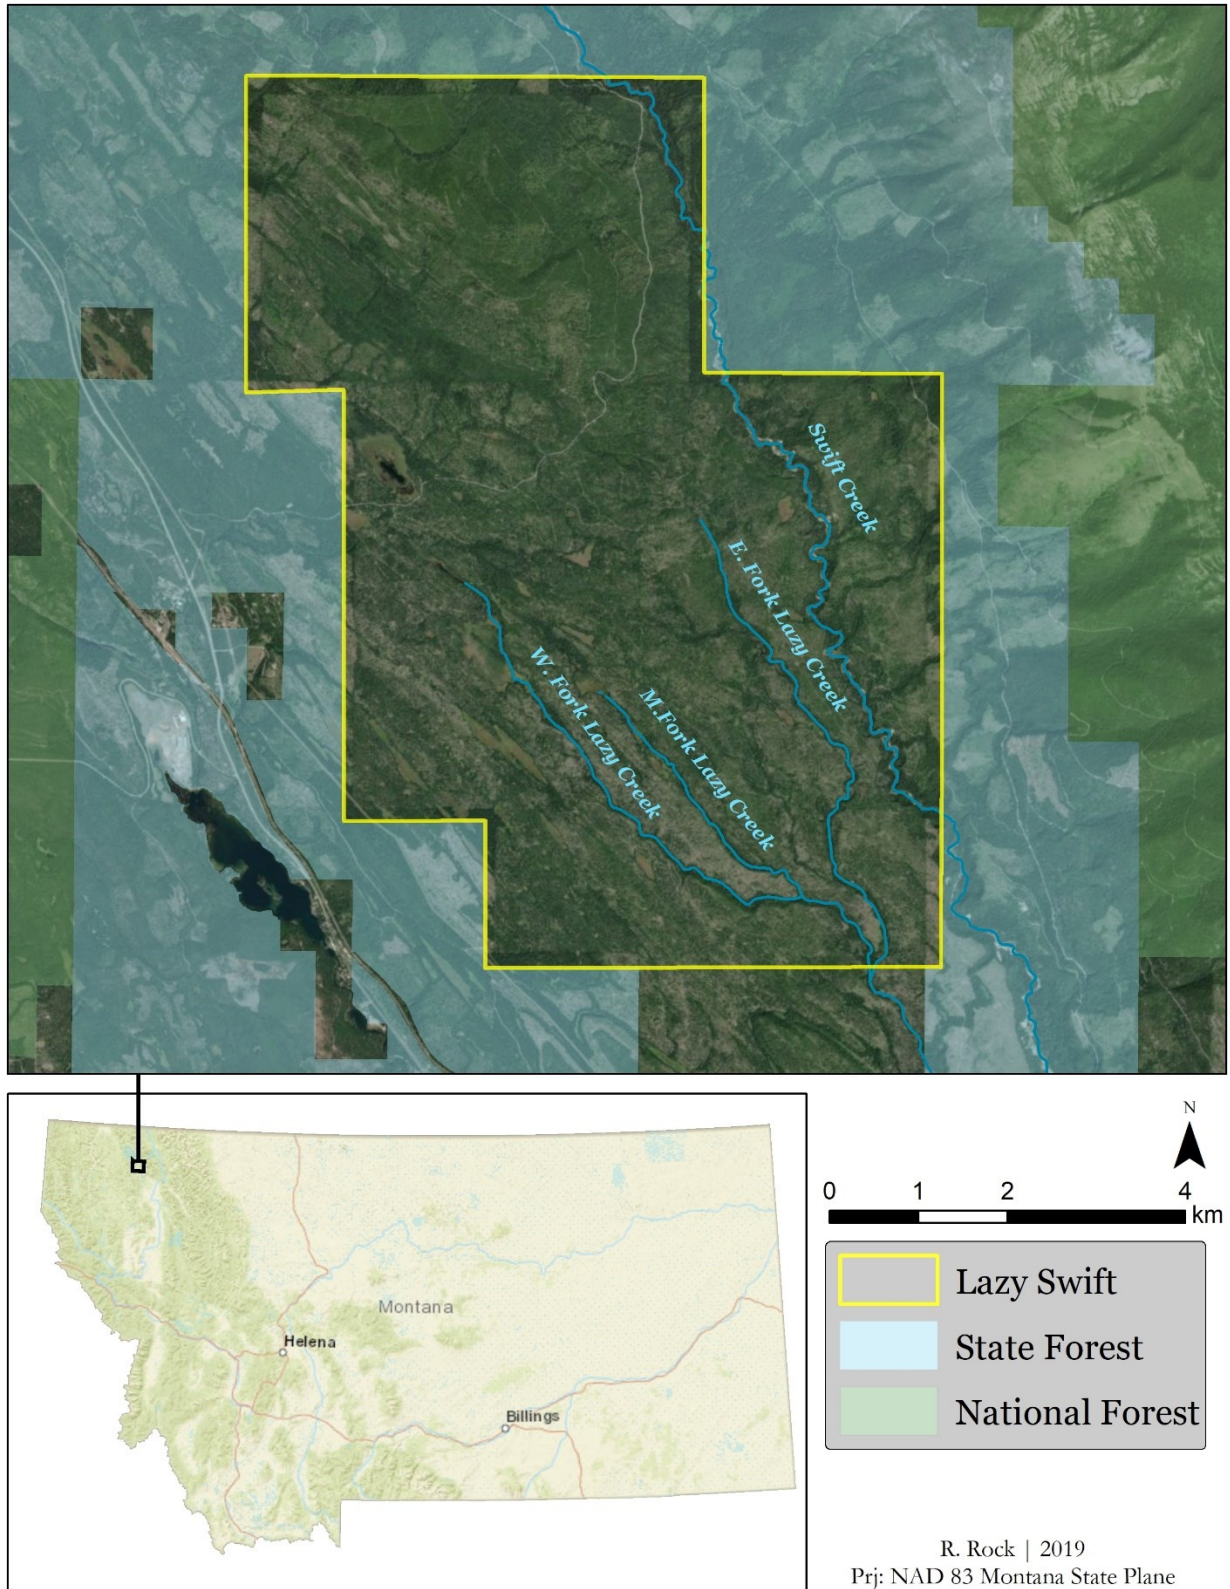 Swift Creek
E. Fork Lazy Creek
W. Fork Lazy Creek
M.Fork Lazy Creek
N
0 1 2 4
km
Montana
Helena
Billings
Lazy Swift
State Forest
National Forest
R. Rock | 2019
Prj: NAD 83 Montana State Plane